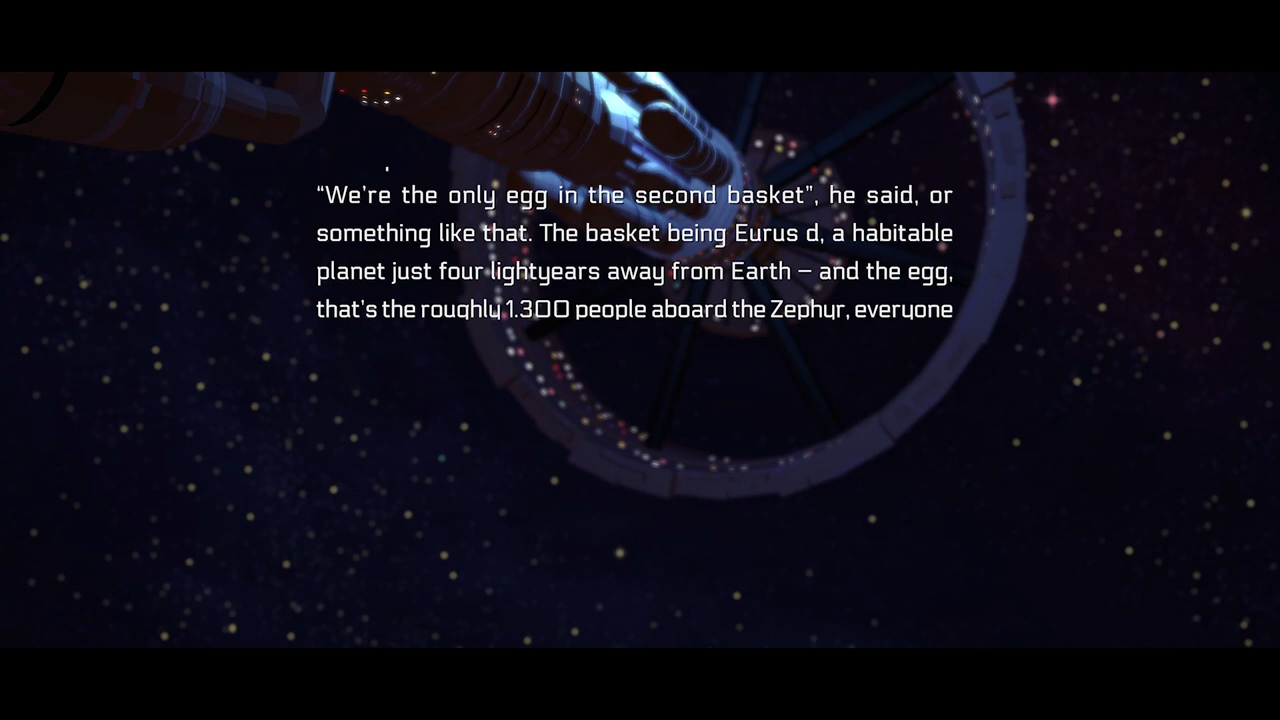 “We’re the only egg in the second basket”, he said, or
something like that. The basket being Eurus d, a habitable
planet just four lightyears away from Earth – and the egg,
that’s the roughly 1.300 people aboard the Zephyr, everyone